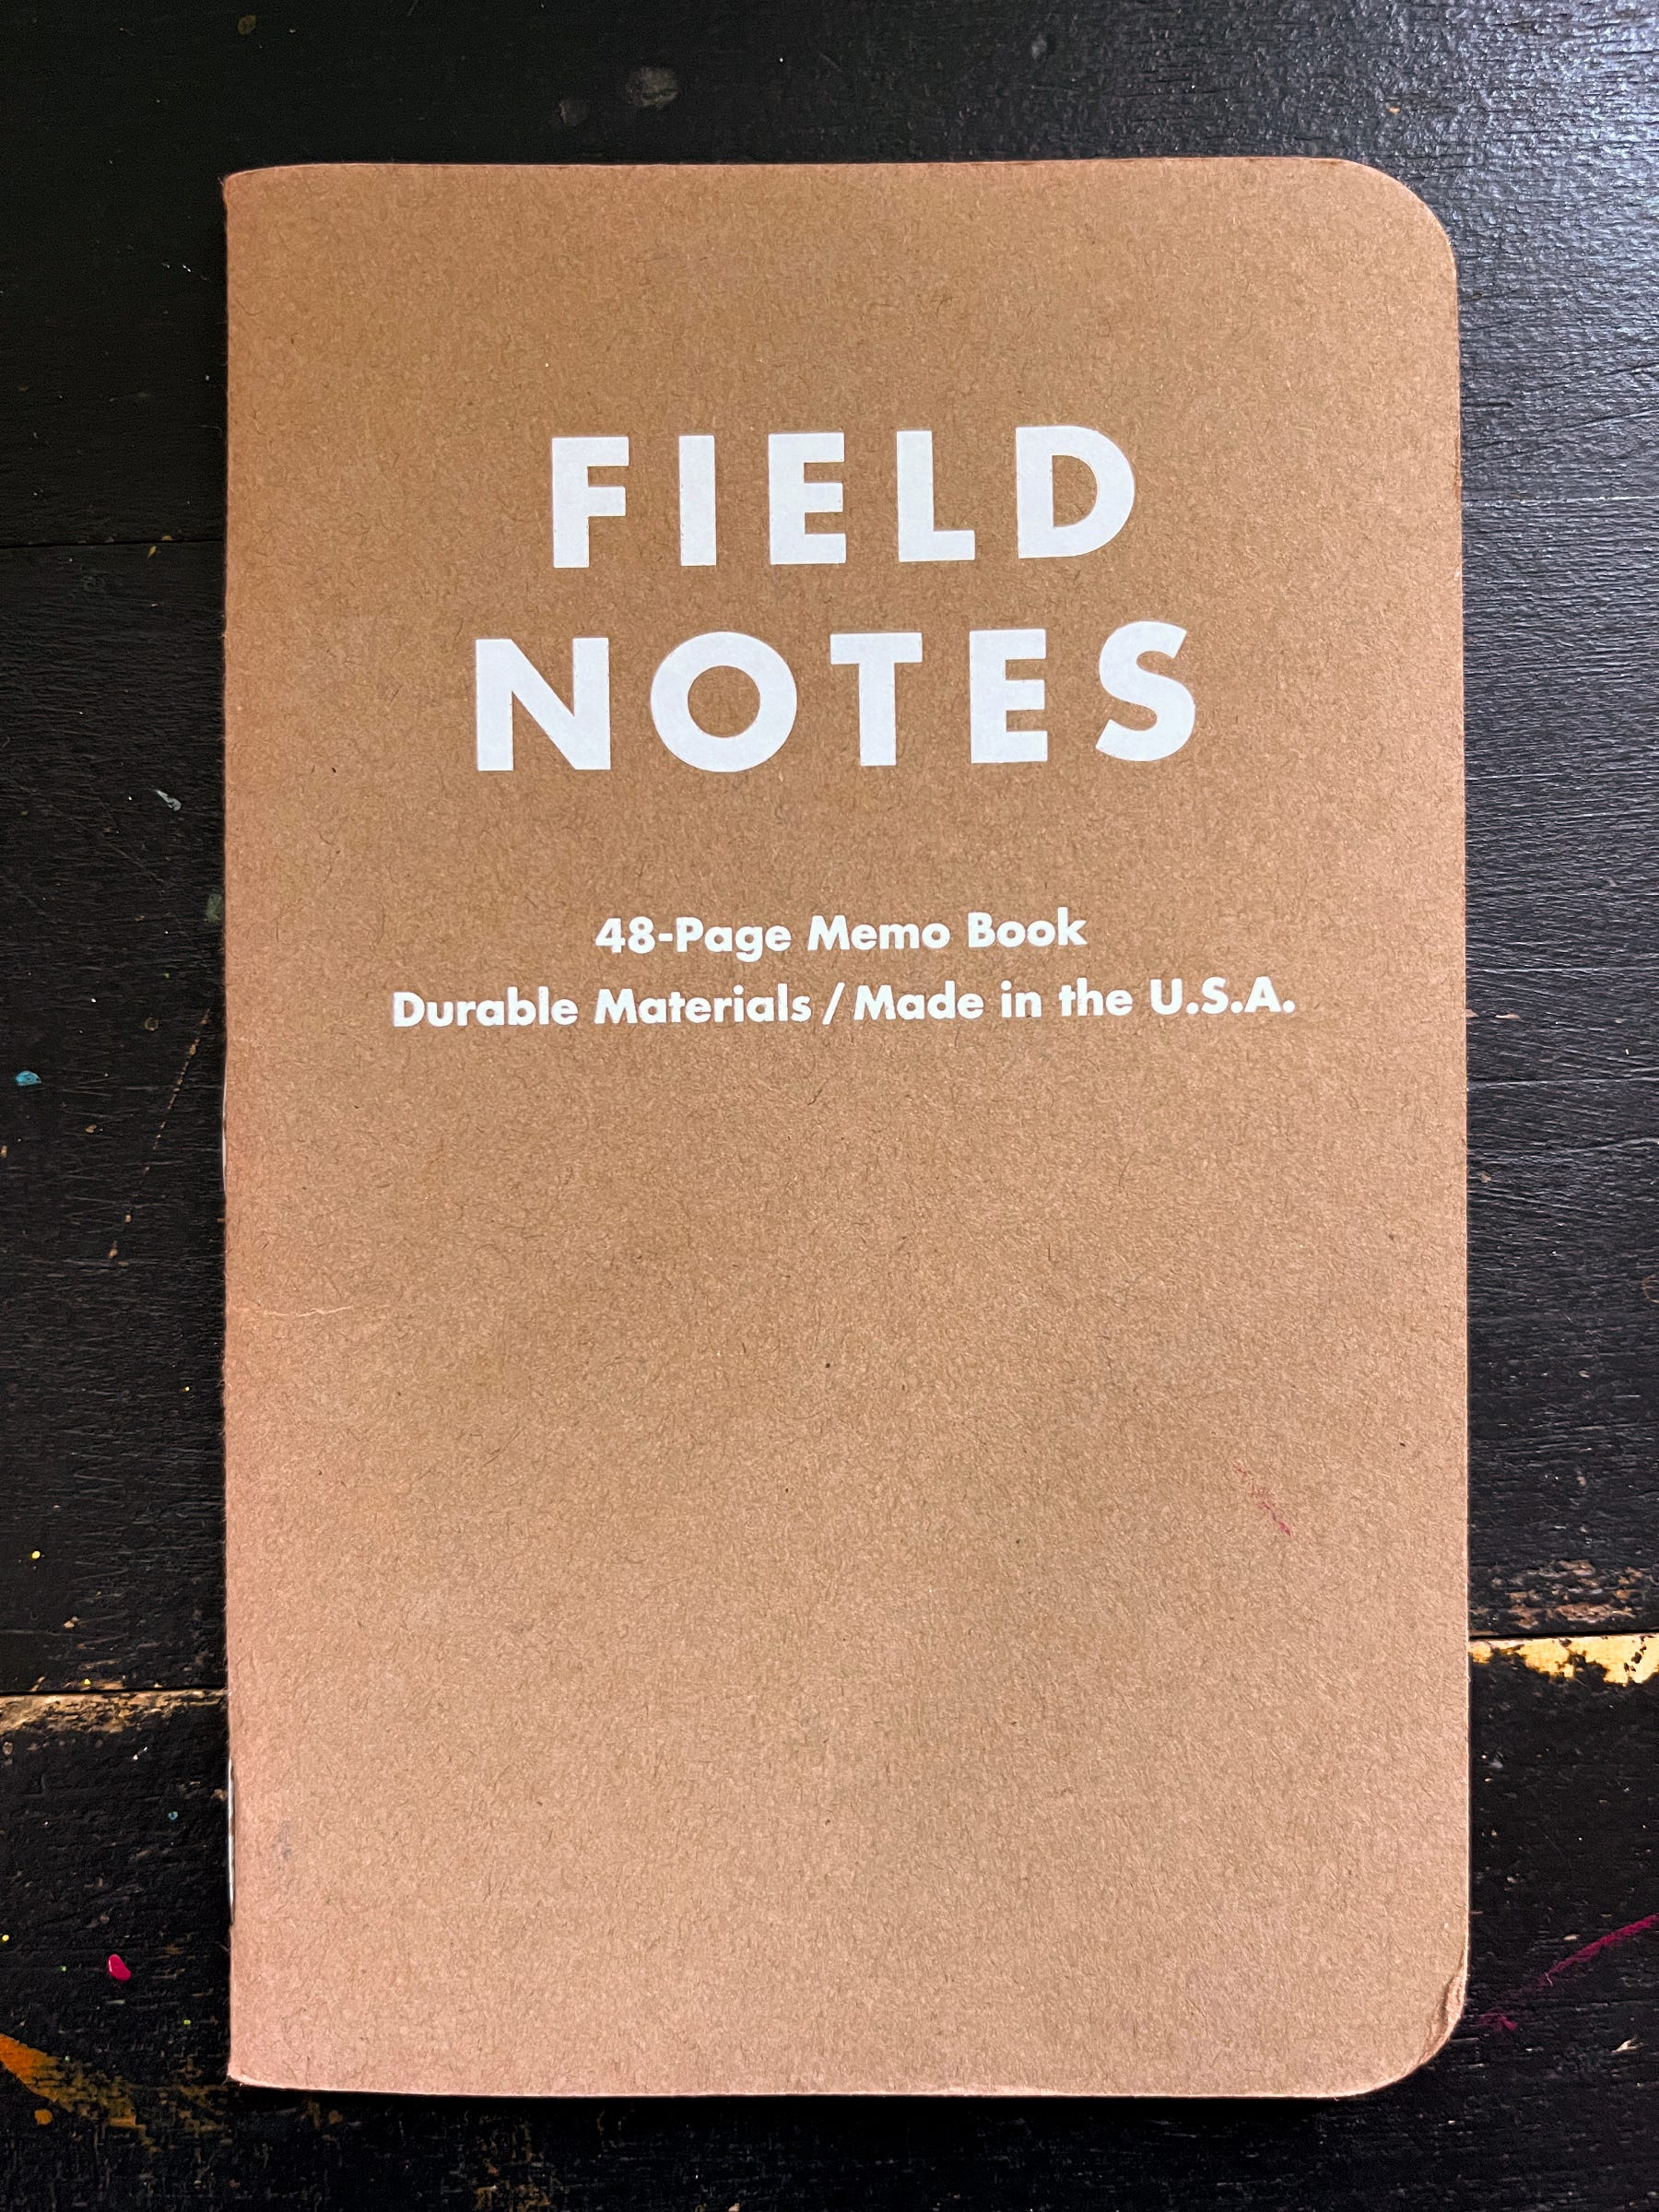 FIELD
NOTES
48-Page Memo Book
Durable Materials / Made in the U.S.A.